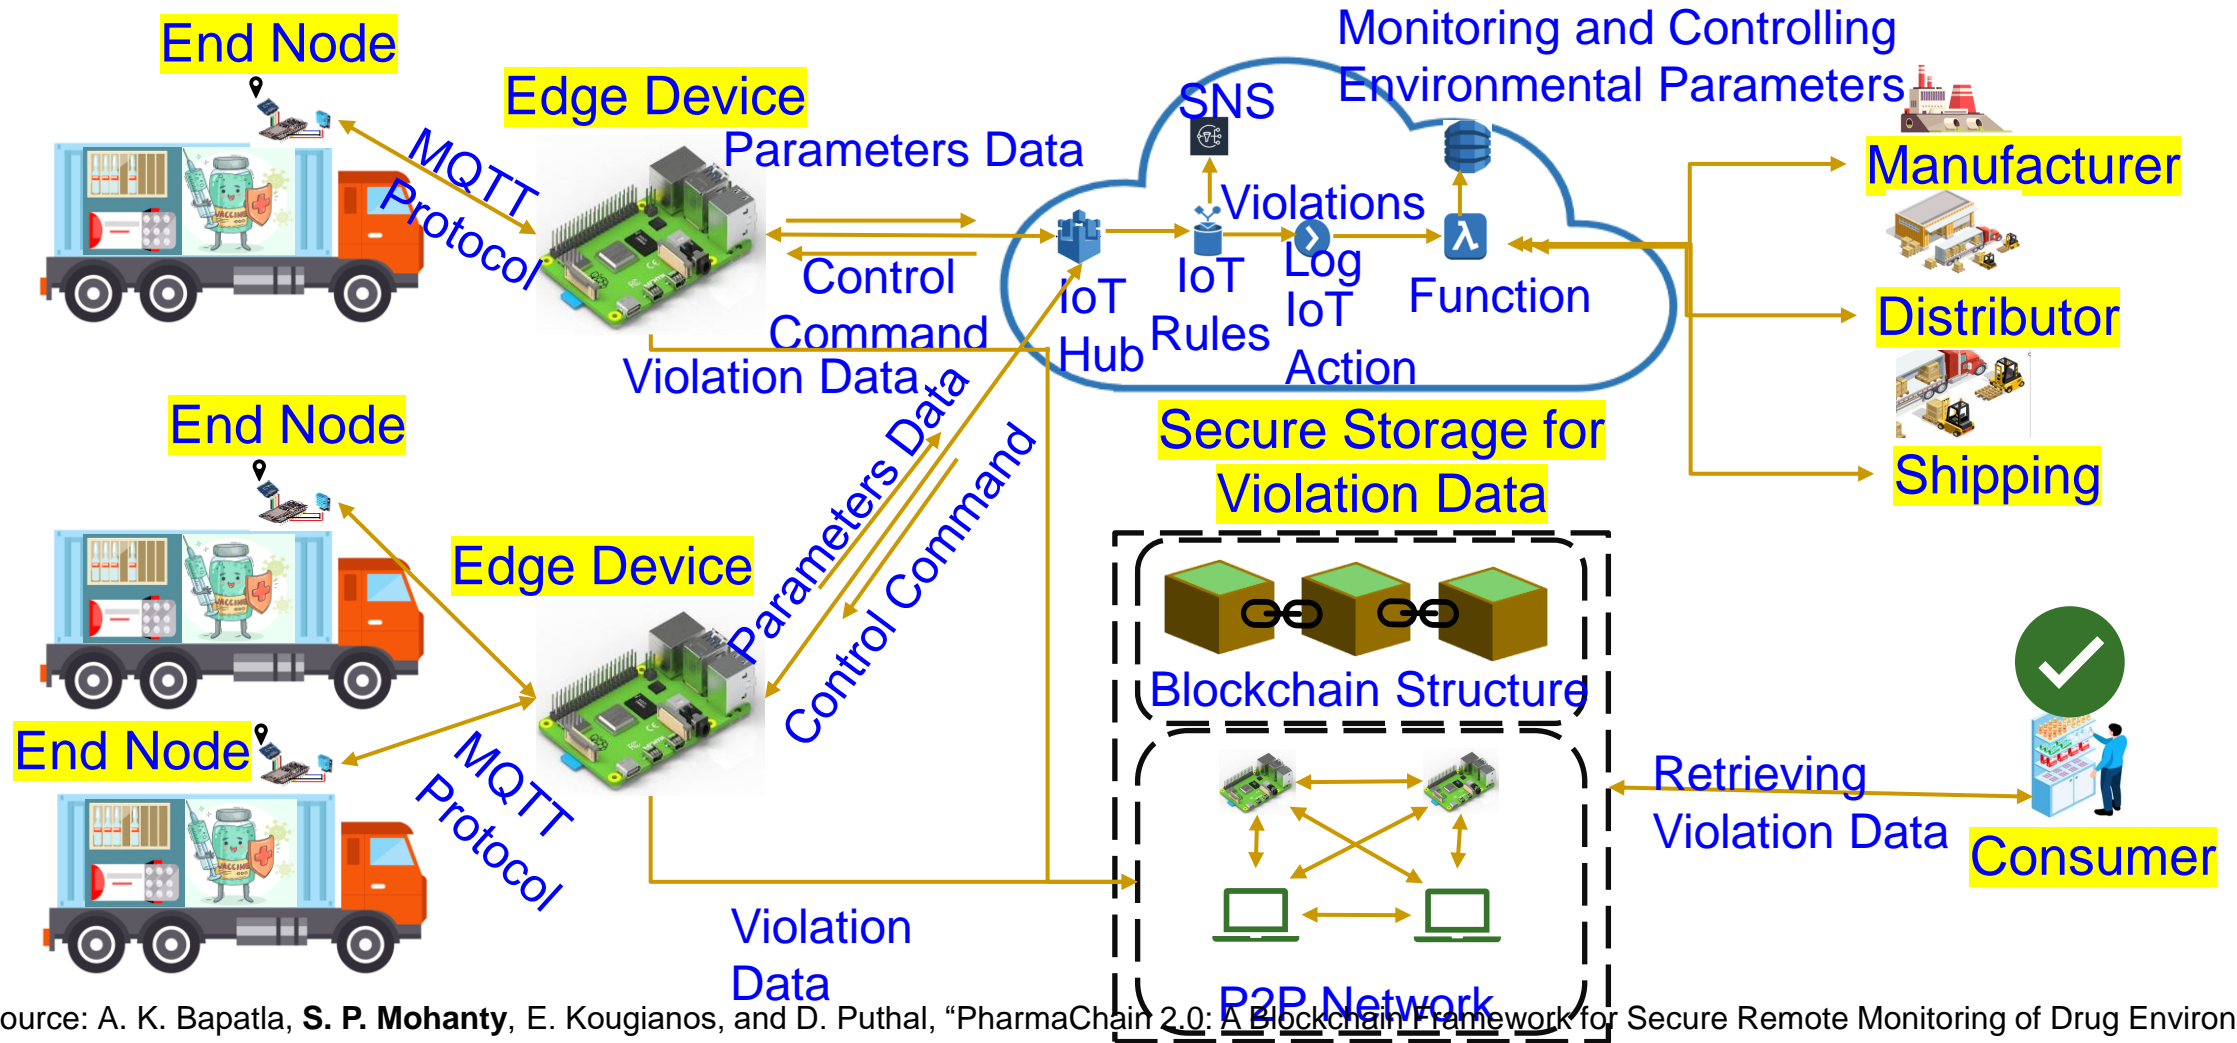 End Node
Edge Device
MQTT
Protocol
Parameters Data
Control
Command
Violation Data
SNS
Monitoring and Controlling
Environmental Parameters
Violations
IoT
Hub
IoT
Rules
Log
IoT
Action
Function
Manufacturer
Distributor
Shipping
End Node
Edge Device
Parameters Data
Control Command
Secure Storage for
Violation Data
Blockchain Structure
End Node
MQTT
Protocol
Violation
Data
P2P Network
Retrieving
Violation Data
Consumer
VACCINE
VACCINE
VACCINE
ource: A. K. Bapatla, S. P. Mohanty, E. Kougianos, and D. Puthal, “PharmaChain 2.0: A Blockchain Framework for Secure Remote Monitoring of Drug Environ